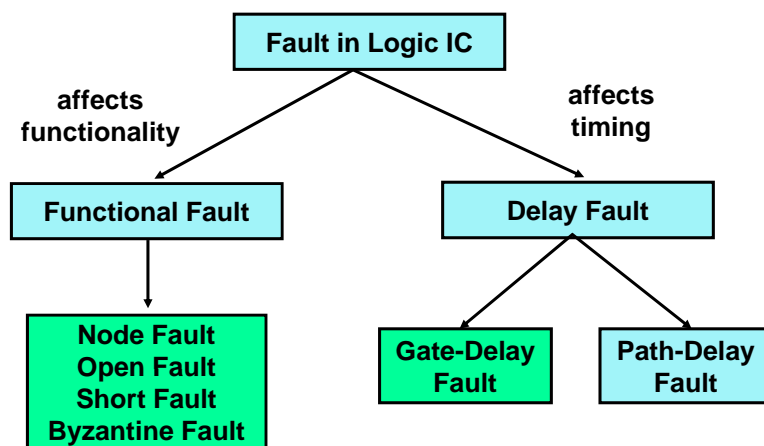 Fault in Logic IC
affects
functionality
affects
timing
Functional Fault
Delay Fault
Node Fault
Open Fault
Short Fault
Byzantine Fault
Gate-Delay
Fault
Path-Delay
Fault